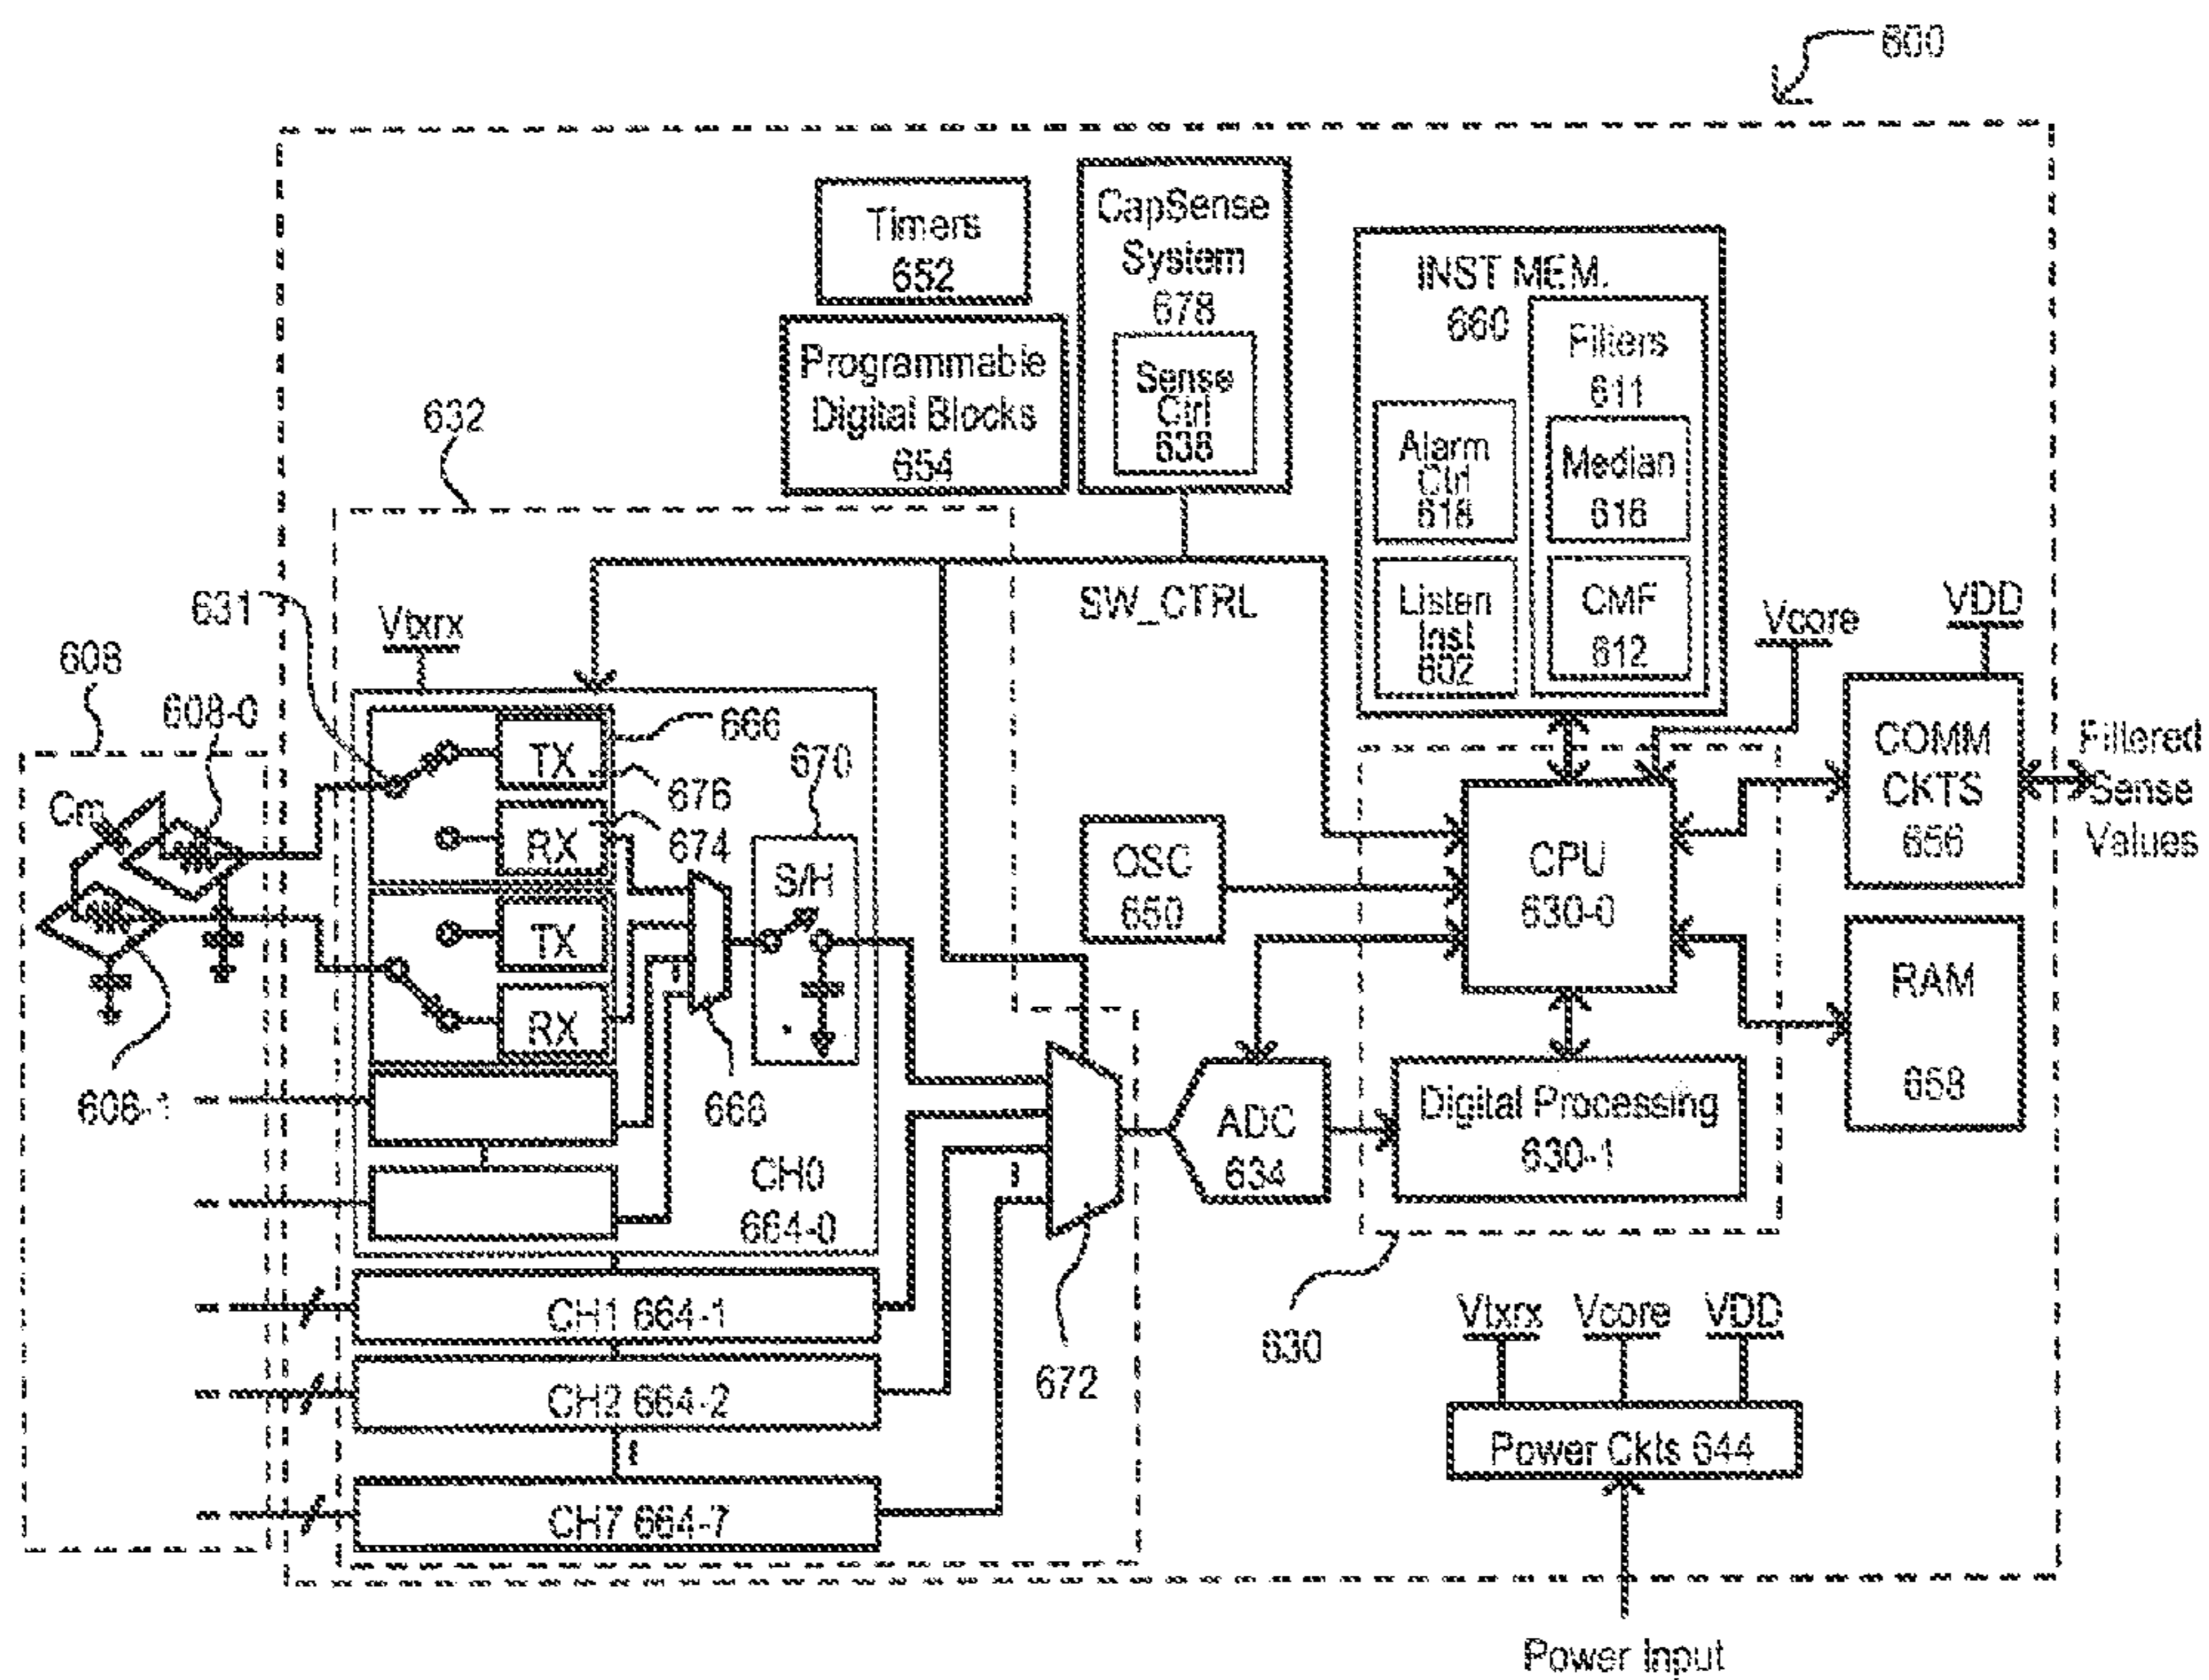 600
Timers
652
CapSense
System
678
Sense
Ctrl
638
Programmable
Digital Blocks
654
INST MEM.
660
Filters
611
Alarm
Ctrl
618
Median
616
Listen
Inst
602
CMF
612
632
631
Vtxrx
SW_CTRL
Vcore
VDD
608
608-0
Cm
TX
666
676
RX
674
670
S/H
TX
RX
668
608-1
CH0
664-0
OSC
650
CPU
630-0
COMM
CKTS
656
Filtered
Sense
Values
RAM
658
ADC
634
Digital Processing
630-1
672
630
CH1 664-1
CH2 664-2
CH7 664-7
Vtxrx
Vcore
VDD
Power Ckts 644
Power Input